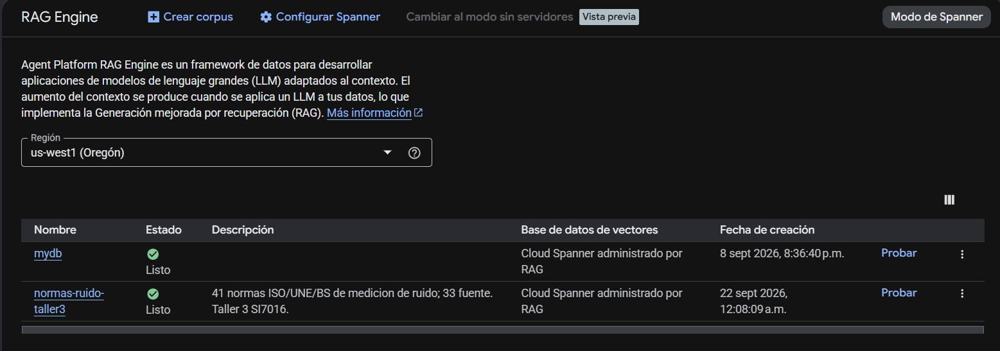 RAG Engine
Crear corpus
Configurar Spanner
Cambiar al modo sin servidores
Vista previa
Modo de Spanner
Agent Platform RAG Engine es un framework de datos para desarrollar
aplicaciones de modelos de lenguaje grandes (LLM) adaptados al contexto. El
aumento del contexto se produce cuando se aplica un LLM a tus datos, lo que
implementa la Generación mejorada por recuperación (RAG). Más información
Región
us-west1 (Oregón)
Nombre Estado Descripción Base de datos de vectores Fecha de creación
mydb
Listo
Cloud Spanner administrado por
RAG
8 sept 2026, 8:36:40 p.m.
Probar
normas-ruido-
taller3
Listo
41 normas ISO/UNE/BS de medicion de ruido; 33 fuente.
Taller 3 SI7016.
Cloud Spanner administrado por
RAG
22 sept 2026,
12:08:09 a.m.
Probar